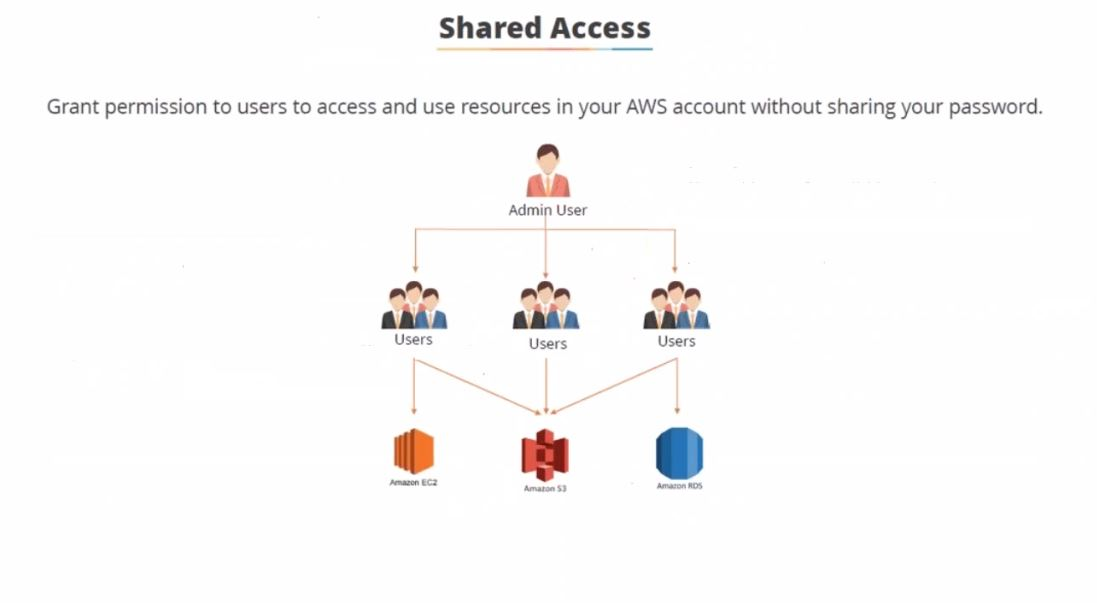 Shared Access
Grant permission to users to access and use resources in your AWS account without sharing your password.
Admin User
Users
Users
Users
Amazon EC2
Amazon S3
Amazon RDS